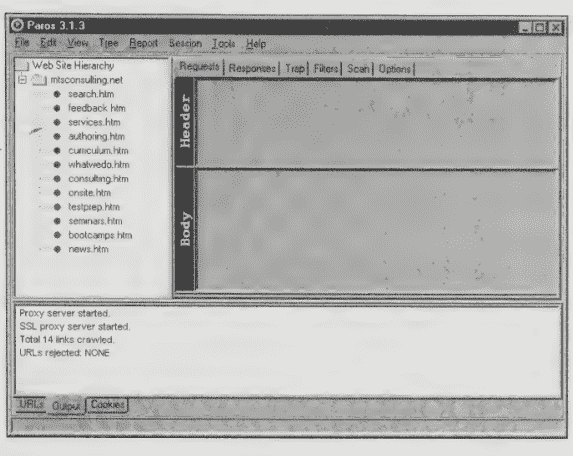 Paros 3.1.3
File Edit View Tree Report Session Tools Help
Web Site Hierarchy
mtsconsulting.net
search.htm
feedback.htm
services.htm
authoring.htm
curriculum.htm
whatwedo.htm
consulting.htm
onsite.htm
testprep.htm
seminars.htm
bootcamps.htm
news.htm
Requests Responses Trap Filters Scan Options
Header
Body
Proxy server started.
SSL proxy server started.
Total 14 links crawled.
URLs rejected: NONE
URLs Output Cookies